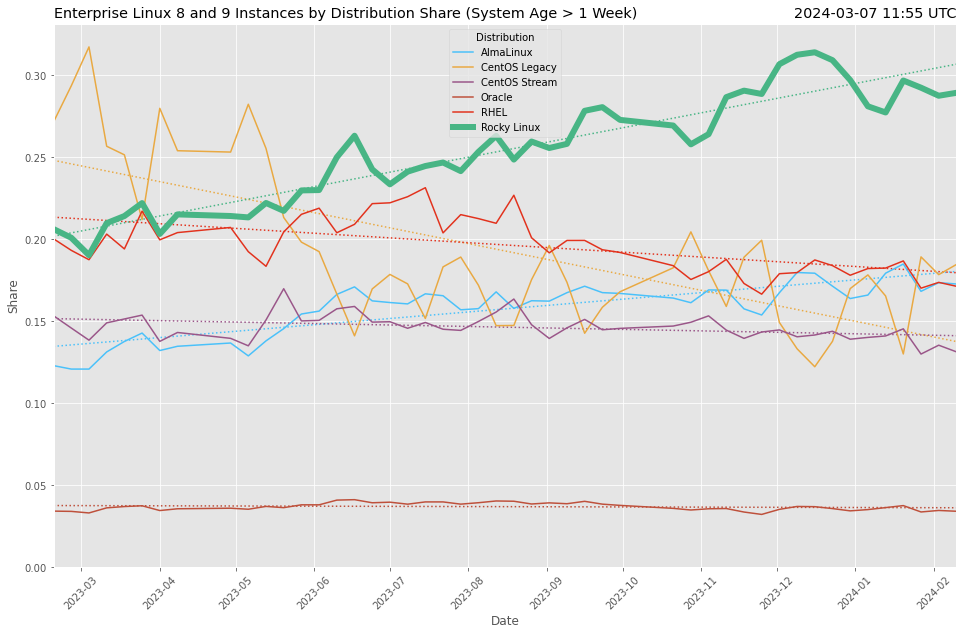 Enterprise Linux 8 and 9 Instances by Distribution Share (System Age > 1 Week)
2024-03-07 11:55 UTC
Distribution
AlmaLinux
CentOS Legacy
CentOS Stream
Oracle
RHEL
Rocky Linux
Share
0.30
0.25
0.20
0.15
0.10
0.05
0.00
2023-03
2023-04
2023-05
2023-06
2023-07
2023-08
2023-09
2023-10
2023-11
2023-12
2024-01
2024-02
Date